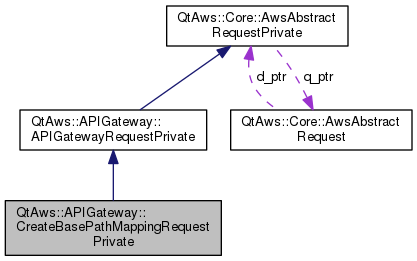 QtAws::Core::AwsAbstract
RequestPrivate
d_ptr
q_ptr
QtAws::APIGateway::
APIGatewayRequestPrivate
QtAws::Core::AwsAbstract
Request
QtAws::APIGateway::
CreateBasePathMappingRequest
Private